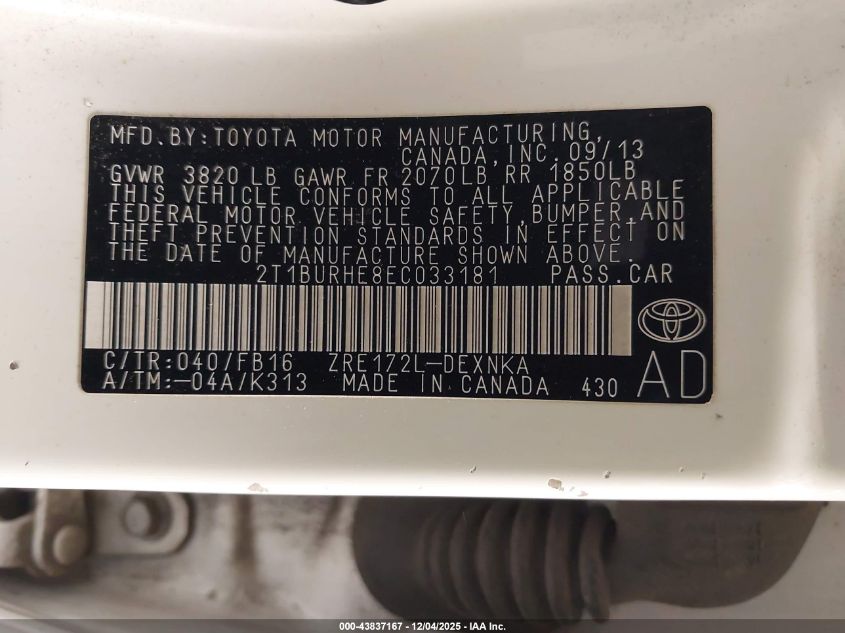 MFD.BY:TOYOTA MOTOR MANUFACTURING,
CANADA,INC. 09/13
GVWR 3820 LB GAWR FR 2070LB RR 1850LB
THIS VEHICLE CONFORMS TO ALL APPLICABLE
FEDERAL MOTOR VEHICLE SAFETY,BUMPER,AND
THEFT PREVENTION STANDARDS IN EFFECT ON
THE DATE OF MANUFACTURE SHOWN ABOVE.
2T1BURHE8EC033181 PASS.CAR
C/TR:040/FB16 ZRE172L-DEXNKA
A/TM:-04A/K313 MADE IN CANADA 430
AD
000-43837167 - 12/04/2025 - IAA Inc.